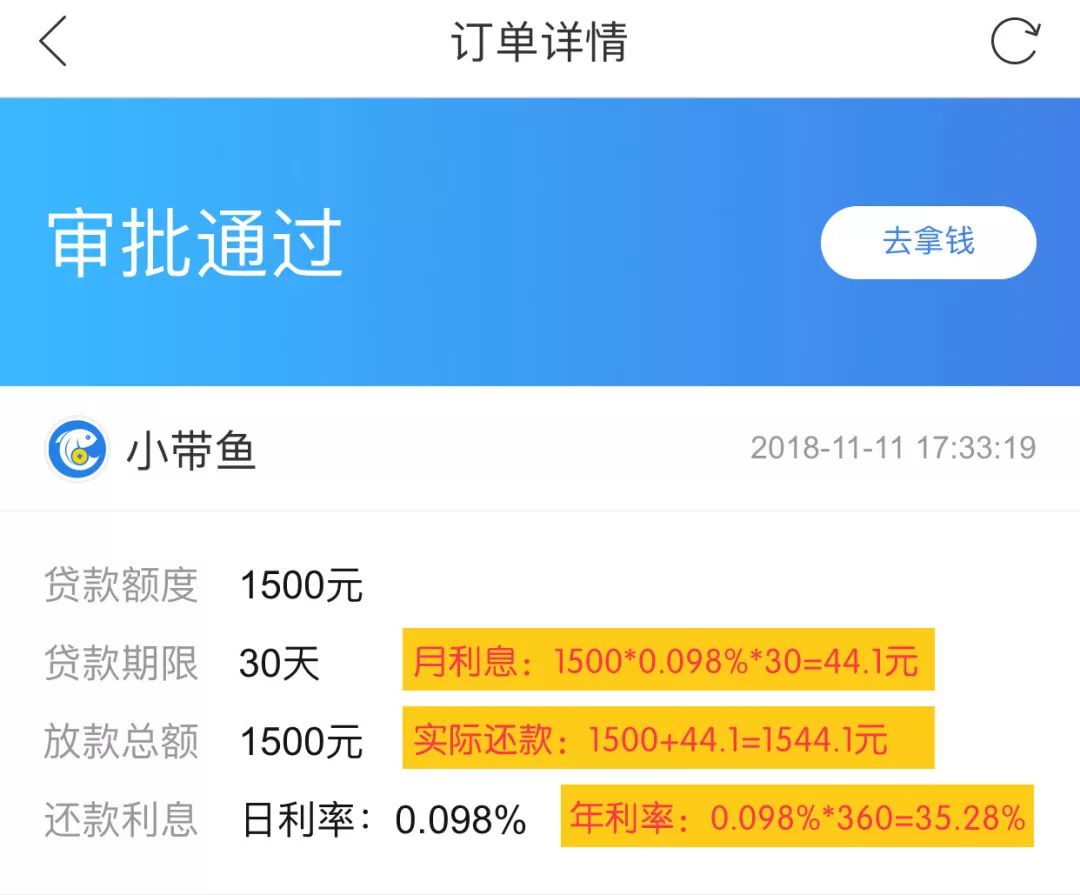 订单详情
审批通过
去拿钱
小带鱼 2018-11-11 17:33:19
贷款额度 1500元
贷款期限 30天 月利息：1500*0.098%*30=44.1元
放款总额 1500元 实际还款：1500+44.1=1544.1元
还款利息 日利率：0.098% 年利率：0.098%*360=35.28%